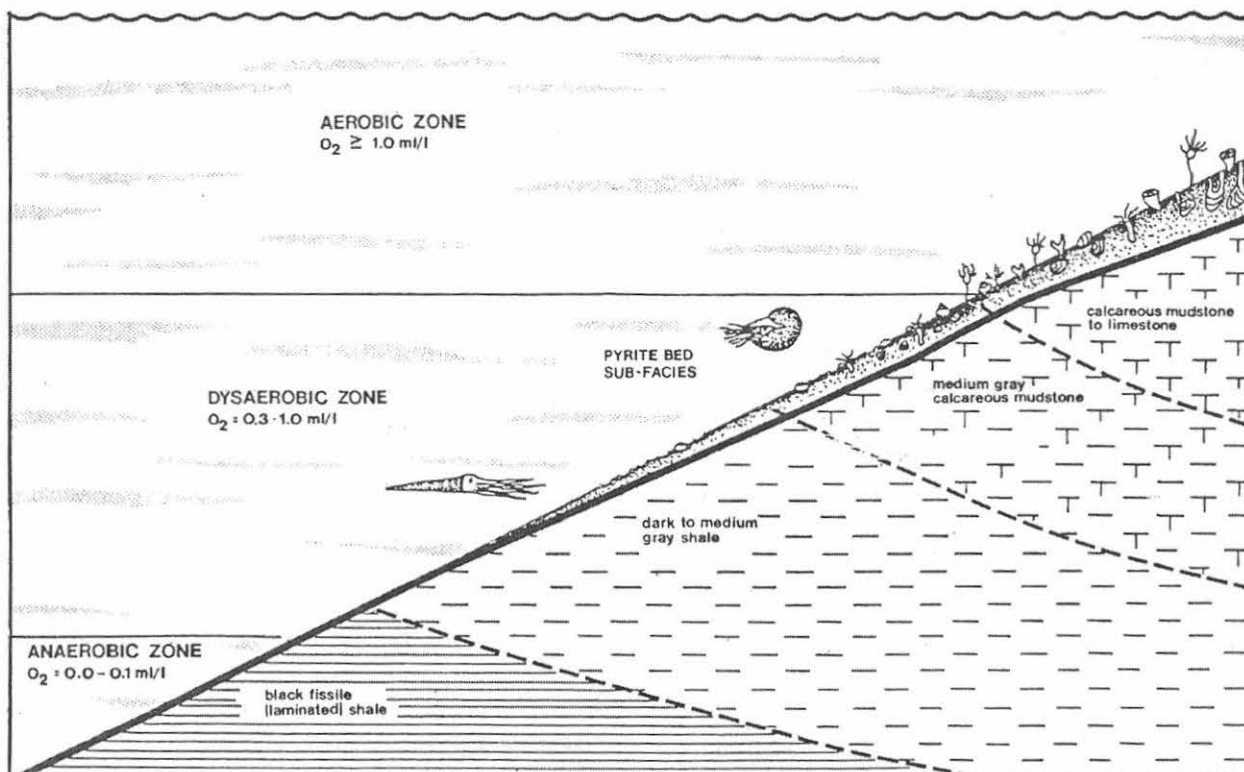 AEROBIC ZONE
O₂ ≥ 1.0 ml/l
calcareous mudstone
to limestone
PYRITE BED
SUB-FACIES
medium gray
calcareous mudstone
DYSAEROBIC ZONE
O₂ = 0.3 - 1.0 ml/l
dark to medium
gray shale
ANAEROBIC ZONE
O₂ = 0.0 - 0.1 ml/l
black fissile
|laminated| shale